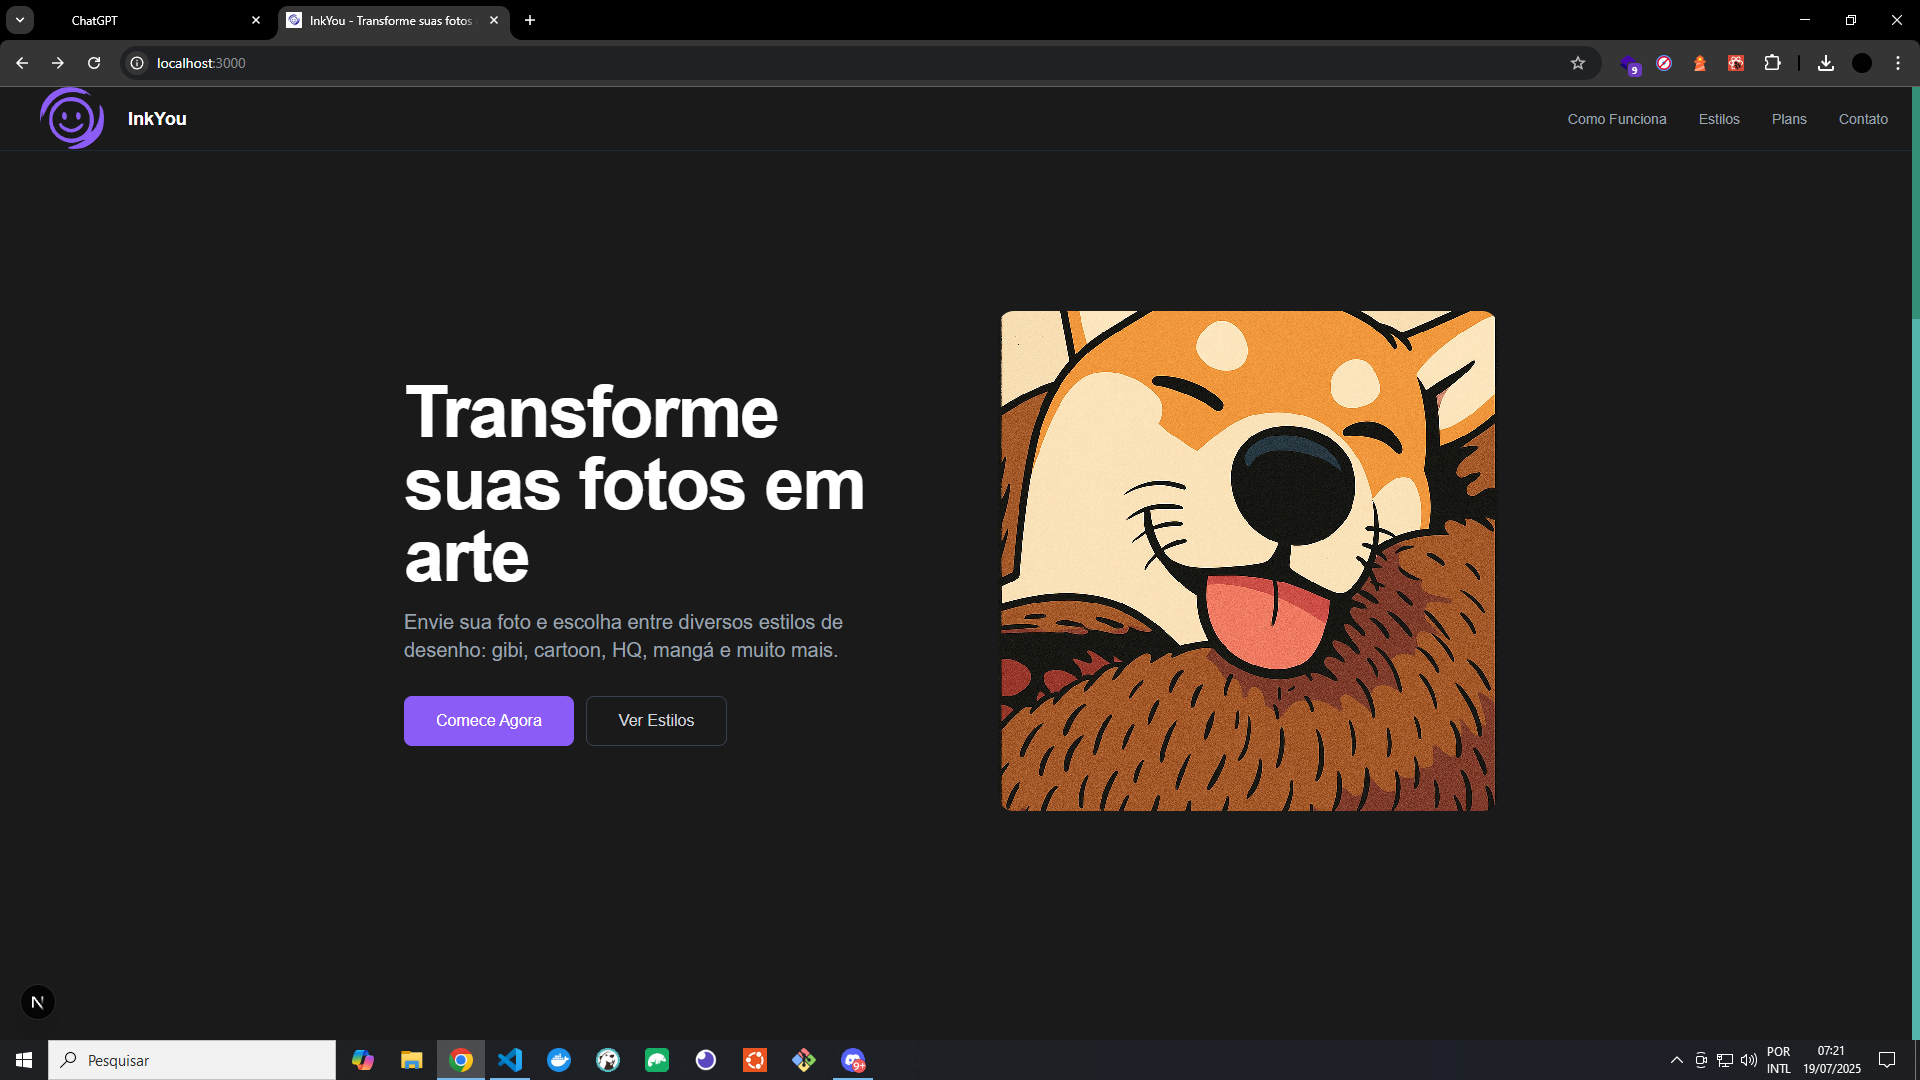 ChatGPT
InkYou - Transforme suas fotos
localhost:3000
9
InkYou
Como Funciona
Estilos
Plans
Contato
Transforme
suas fotos em
arte
Envie sua foto e escolha entre diversos estilos de
desenho: gibi, cartoon, HQ, mangá e muito mais.
Comece Agora
Ver Estilos
N
Pesquisar
9+
POR
INTL
07:21
19/07/2025